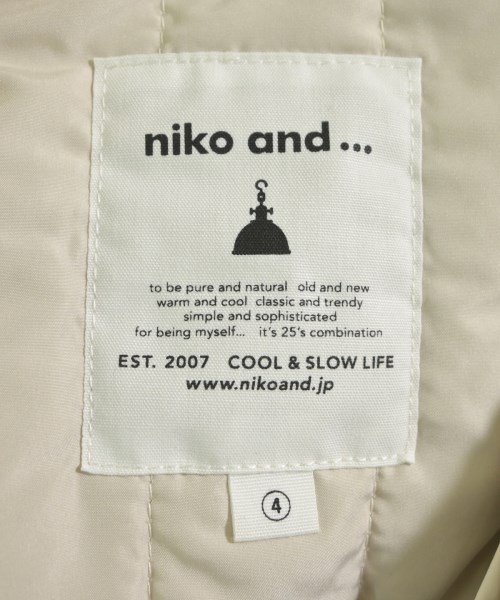 niko and ...
to be pure and natural old and new
warm and cool classic and trendy
simple and sophisticated
for being myself... it's 25's combination
EST. 2007 COOL & SLOW LIFE
www.nikoand.jp
4